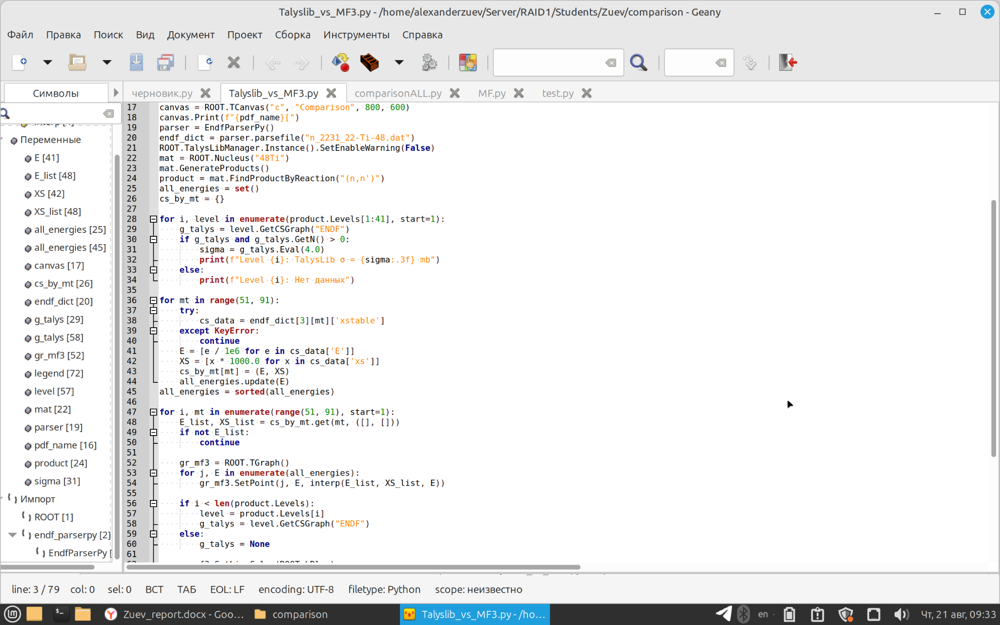 Talyslib_vs_MF3.py - /home/alexanderzuev/Server/RAID1/Students/Zuev/comparison - Geany
Файл Правка Поиск Вид Документ Проект Сборка Инструменты Справка
Символы
черновик.py Talyslib_vs_MF3.py comparisonALL.py MF.py test.py
Переменные
E [41]
E_list [48]
XS [42]
XS_list [48]
all_energies [25]
all_energies [45]
canvas [17]
cs_by_mt [26]
endf_dict [20]
g_talys [29]
g_talys [58]
gr_mf3 [52]
legend [72]
level [57]
mat [22]
parser [19]
pdf_name [16]
product [24]
sigma [31]
Импорт
ROOT [1]
endf_parserpy [2]
EndfParserPy [
17 canvas = ROOT.TCanvas("c", "Comparison", 800, 600)
18 canvas.Print(f"{pdf_name}[")
19 parser = EndfParserPy()
20 endf_dict = parser.parsefile("n_2231_22-Ti-48.dat")
21 ROOT.TalysLibManager.Instance().SetEnableWarning(False)
22 mat = ROOT.Nucleus("48Ti")
23 mat.GenerateProducts()
24 product = mat.FindProductByReaction("(n,n')")
25 all_energies = set()
26 cs_by_mt = {}
27
28 for i, level in enumerate(product.Levels[1:41], start=1):
29 g_talys = level.GetCSGraph("ENDF")
30 if g_talys and g_talys.GetN() > 0:
31 sigma = g_talys.Eval(4.0)
32 print(f"Level {i}: TalysLib σ = {sigma:.3f} mb")
33 else:
34 print(f"Level {i}: Нет данных")
35
36 for mt in range(51, 91):
37 try:
38 cs_data = endf_dict[3][mt]['xstable']
39 except KeyError:
40 continue
41 E = [e / 1e6 for e in cs_data['E']]
42 XS = [x * 1000.0 for x in cs_data['xs']]
43 cs_by_mt[mt] = (E, XS)
44 all_energies.update(E)
45 all_energies = sorted(all_energies)
46
47 for i, mt in enumerate(range(51, 91), start=1):
48 E_list, XS_list = cs_by_mt.get(mt, ([], []))
49 if not E_list:
50 continue
51
52 gr_mf3 = ROOT.TGraph()
53 for j, E in enumerate(all_energies):
54 gr_mf3.SetPoint(j, E, interp(E_list, XS_list, E))
55
56 if i < len(product.Levels):
57 level = product.Levels[i]
58 g_talys = level.GetCSGraph("ENDF")
59 else:
60 g_talys = None
61
line: 3 / 79 col: 0 sel: 0 ВСТ ТАБ EOL: LF encoding: UTF-8 filetype: Python scope: неизвестно
Zuev_report.docx - Goo... comparison Talyslib_vs_MF3.py - /ho... en Чт, 21 авг, 09:33